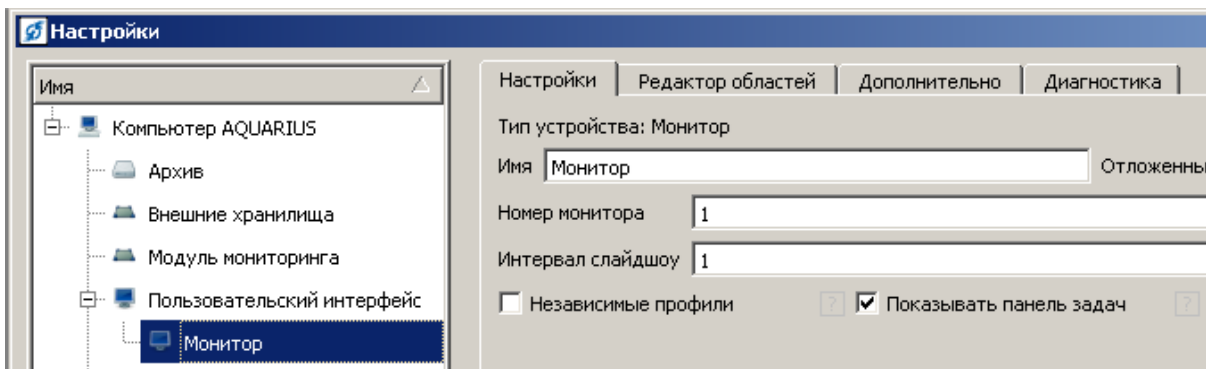 Настройки
Имя
Компьютер AQUARIUS
Архив
Внешние хранилища
Модуль мониторинга
Пользовательский интерфейс
Монитор
Настройки Редактор областей Дополнительно Диагностика
Тип устройства: Монитор
Имя Монитор
Номер монитора 1
Интервал слайдшоу 1
Независимые профили ? Показывать панель задач ?